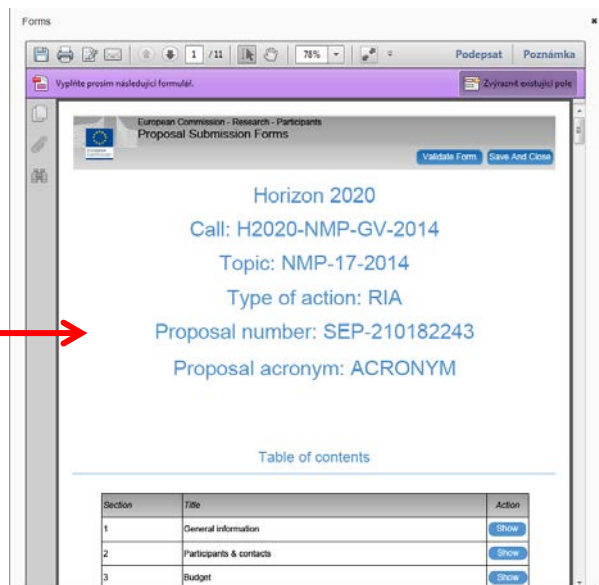 Forms
1 /11
78%
Podepsat Poznámka
Vyplňte prosím následující formulář.
Zvýraznit existující pole
European Commission - Research - Participants
Proposal Submission Forms
Validate Form Save And Close
Horizon 2020
Call: H2020-NMP-GV-2014
Topic: NMP-17-2014
Type of action: RIA
Proposal number: SEP-210182243
Proposal acronym: ACRONYM
Table of contents
Section Title Action
1 General information Show
2 Participants & contacts Show
3 Budget Show